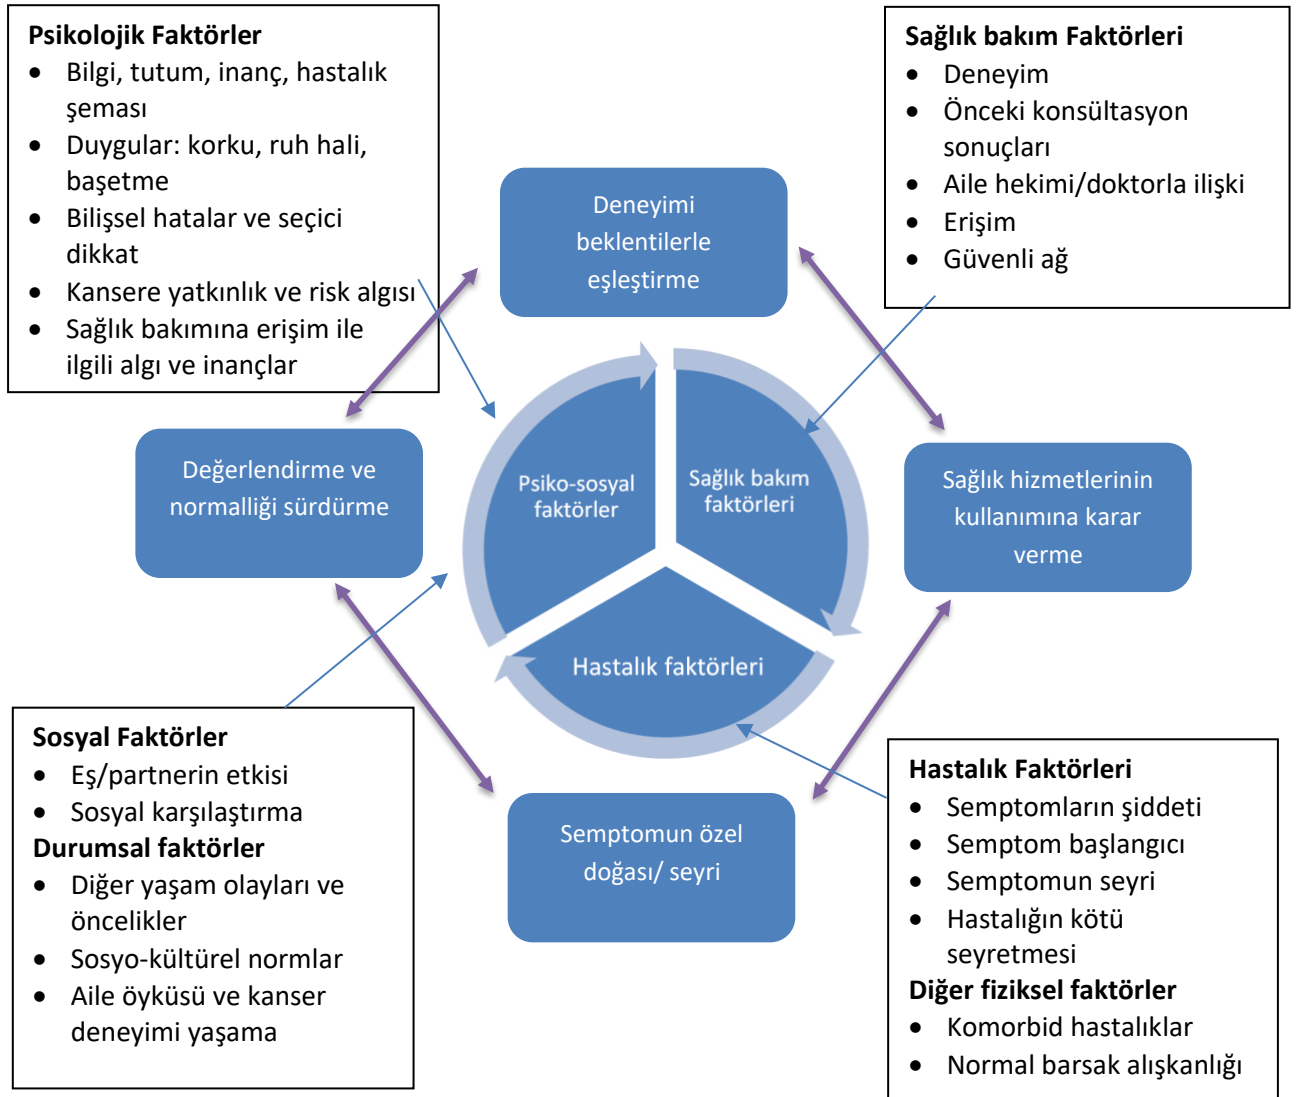 Psikolojik Faktörler
• Bilgi, tutum, inanç, hastalık
şeması
• Duygular: korku, ruh hali,
başetme
• Bilişsel hatalar ve seçici
dikkat
• Kansere yatkınlık ve risk algısı
• Sağlık bakımına erişim ile
ilgili algı ve inançlar
Sağlık bakım Faktörleri
• Deneyim
• Önceki konsültasyon
sonuçları
• Aile hekimi/doktorla ilişki
• Erişim
• Güvenli ağ
Deneyimi
beklentilerle
eşleştirme
Değerlendirme ve
normalliği sürdürme
Psiko-sosyal
faktörler
Sağlık bakım
faktörleri
Sağlık hizmetlerinin
kullanımına karar
verme
Hastalık faktörleri
Semptomun özel
doğası/ seyri
Sosyal Faktörler
• Eş/partnerin etkisi
• Sosyal karşılaştırma
Durumsal faktörler
• Diğer yaşam olayları ve
öncelikler
• Sosyo-kültürel normlar
• Aile öyküsü ve kanser
deneyimi yaşama
Hastalık Faktörleri
• Semptomların şiddeti
• Semptom başlangıcı
• Semptomun seyri
• Hastalığın kötü
seyretmesi
Diğer fiziksel faktörler
• Komorbid hastalıklar
• Normal barsak alışkanlığı